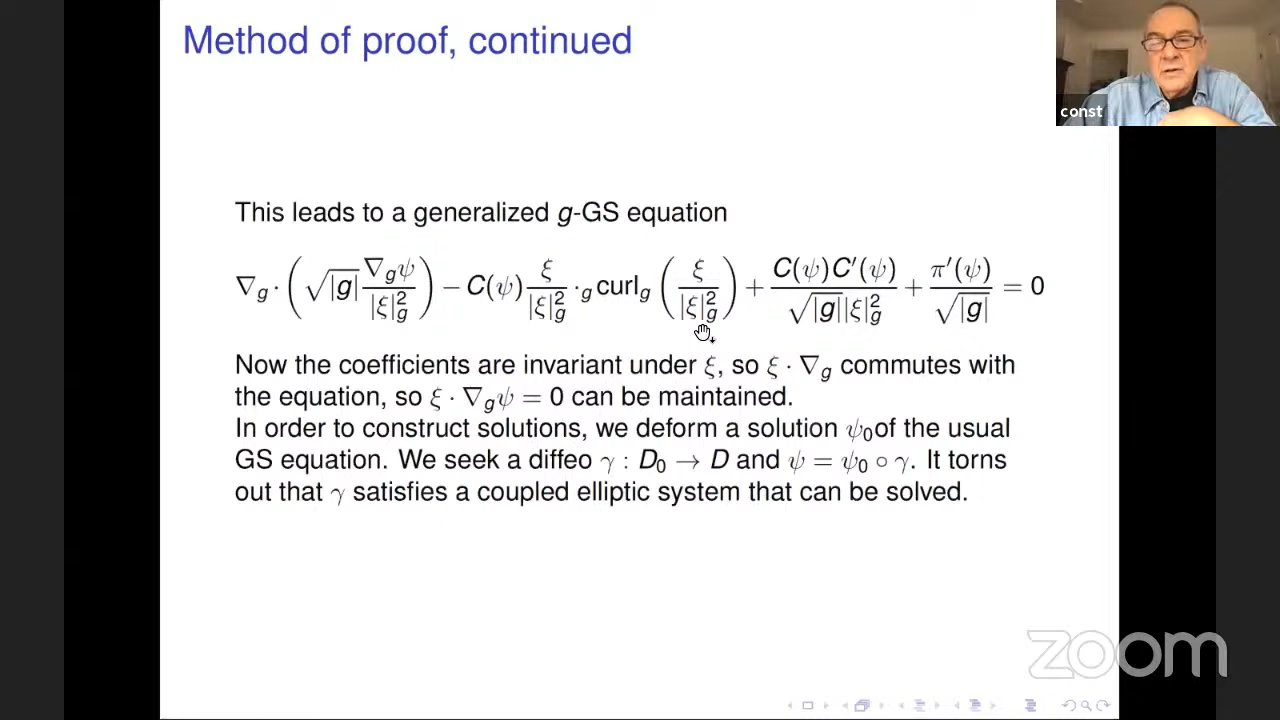 Method of proof, continued
const
This leads to a generalized g-GS equation
∇_g · ( √|g| ∇_gψ / |ξ|²_g ) − C(ψ) ξ/|ξ|²_g ·_g curl_g ( ξ/|ξ|²_g ) + C(ψ)C′(ψ) / (√|g||ξ|²_g) + π′(ψ)/√|g| = 0
Now the coefficients are invariant under ξ, so ξ · ∇_g commutes with
the equation, so ξ · ∇_gψ = 0 can be maintained.
In order to construct solutions, we deform a solution ψ₀of the usual
GS equation. We seek a diffeo γ : D₀ → D and ψ = ψ₀ ∘ γ. It torns
out that γ satisfies a coupled elliptic system that can be solved.
zoom